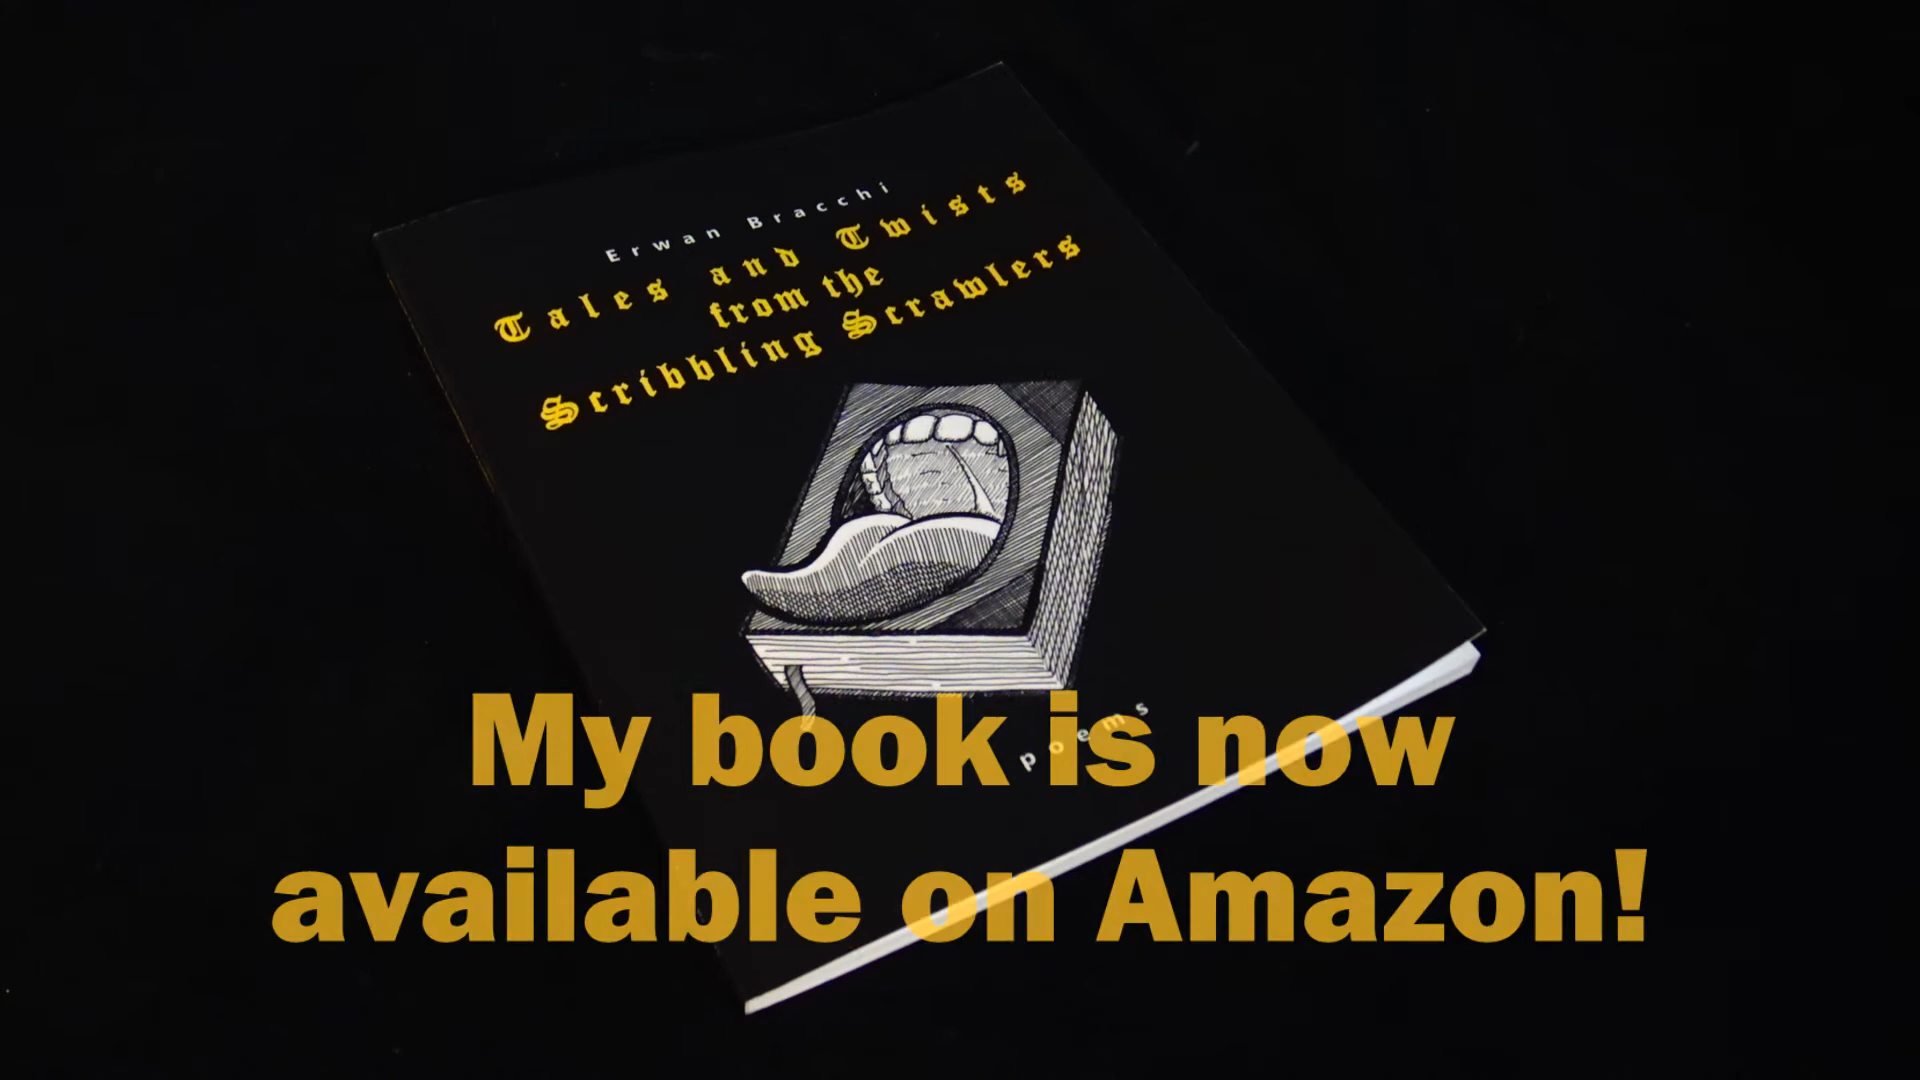 Erwan Bracchi
Tales and Twists
from the
Scribbling Scrawlers
poems
My book is now
available on Amazon!